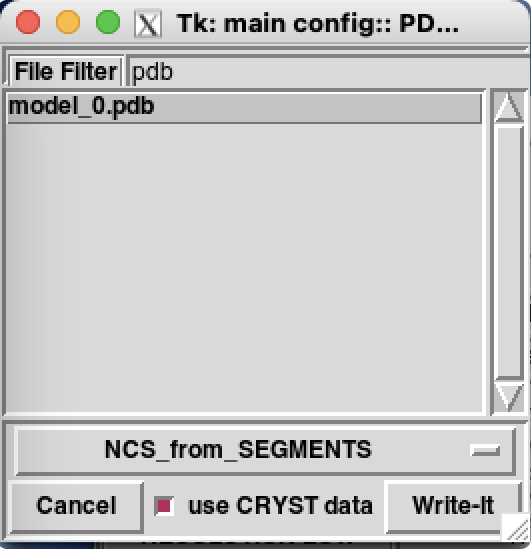 Tk: main config:: PD...
File Filter pdb
model_0.pdb
NCS_from_SEGMENTS
Cancel use CRYST data Write-It